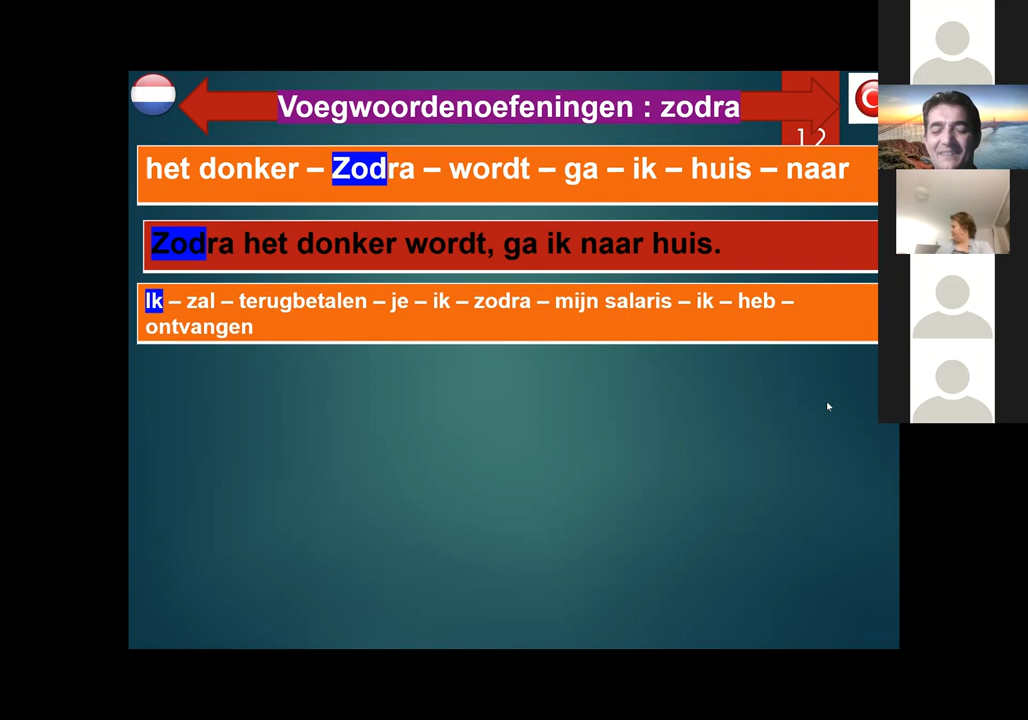 Voegwoordenoefeningen : zodra
12
het donker – Zodra – wordt – ga – ik – huis – naar
Zodra het donker wordt, ga ik naar huis.
Ik – zal – terugbetalen – je – ik – zodra – mijn salaris – ik – heb –
ontvangen